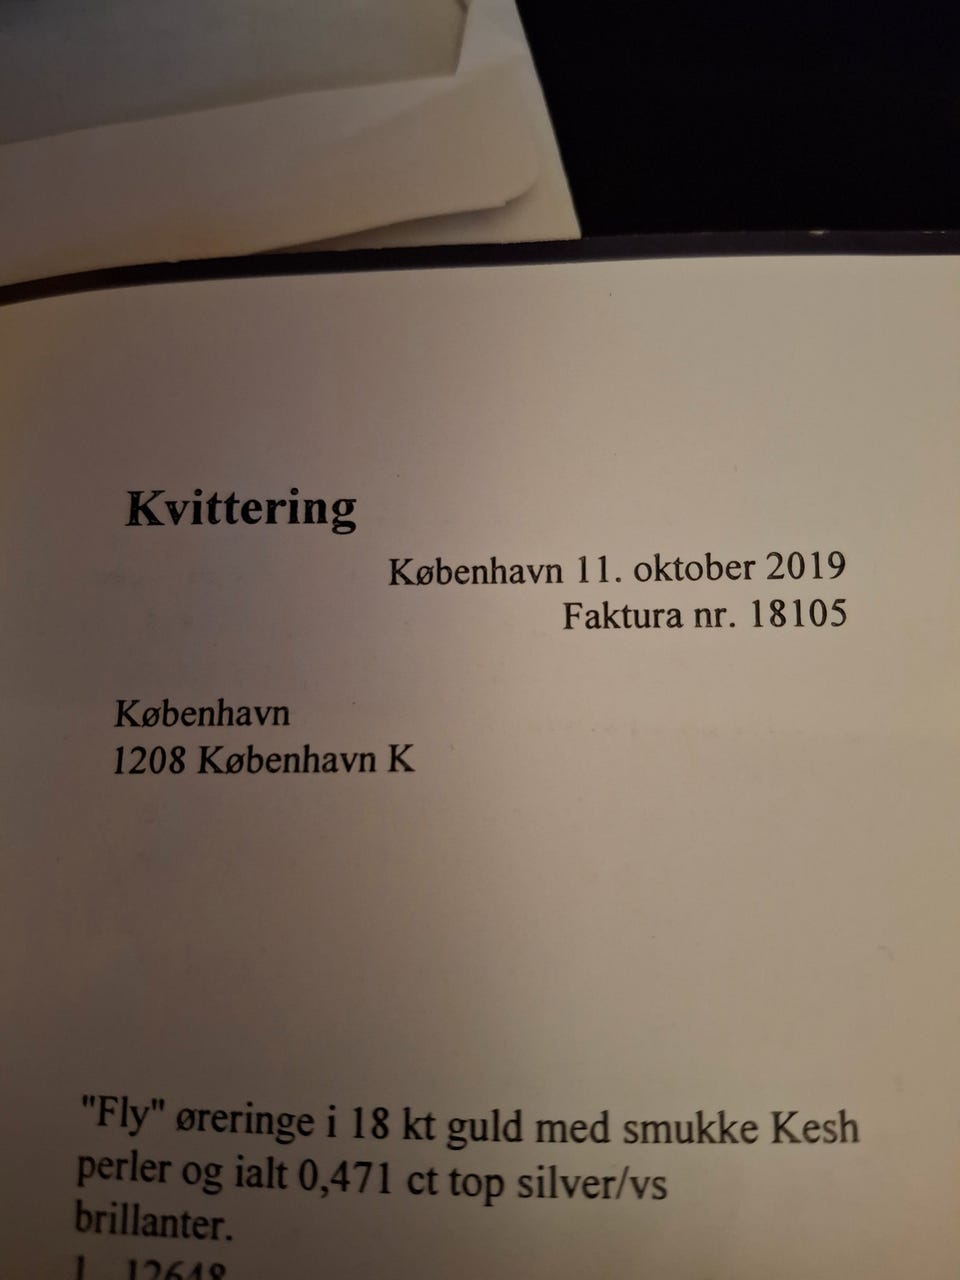 Kvittering
København 11. oktober 2019
Faktura nr. 18105
København
1208 København K
"Fly" øreringe i 18 kt guld med smukke Kesh
perler og ialt 0,471 ct top silver/vs
brillanter.
12648